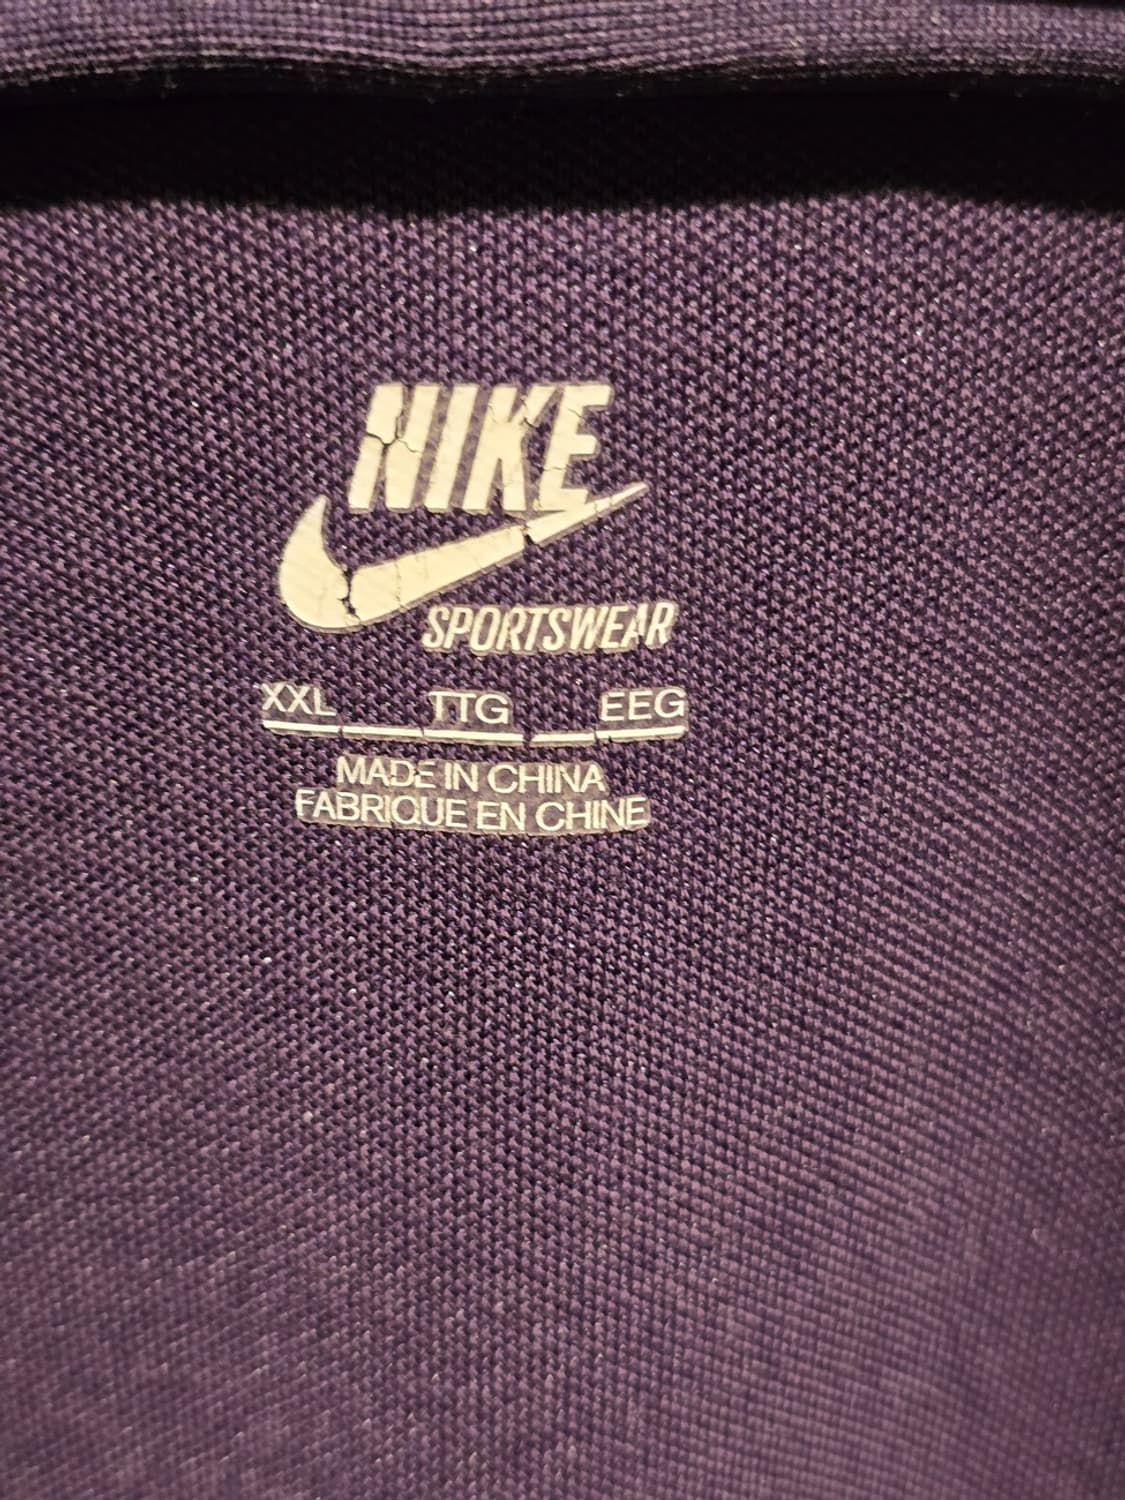 NIKE
SPORTSWEAR
XXL TTG EEG
MADE IN CHINA
FABRIQUE EN CHINE